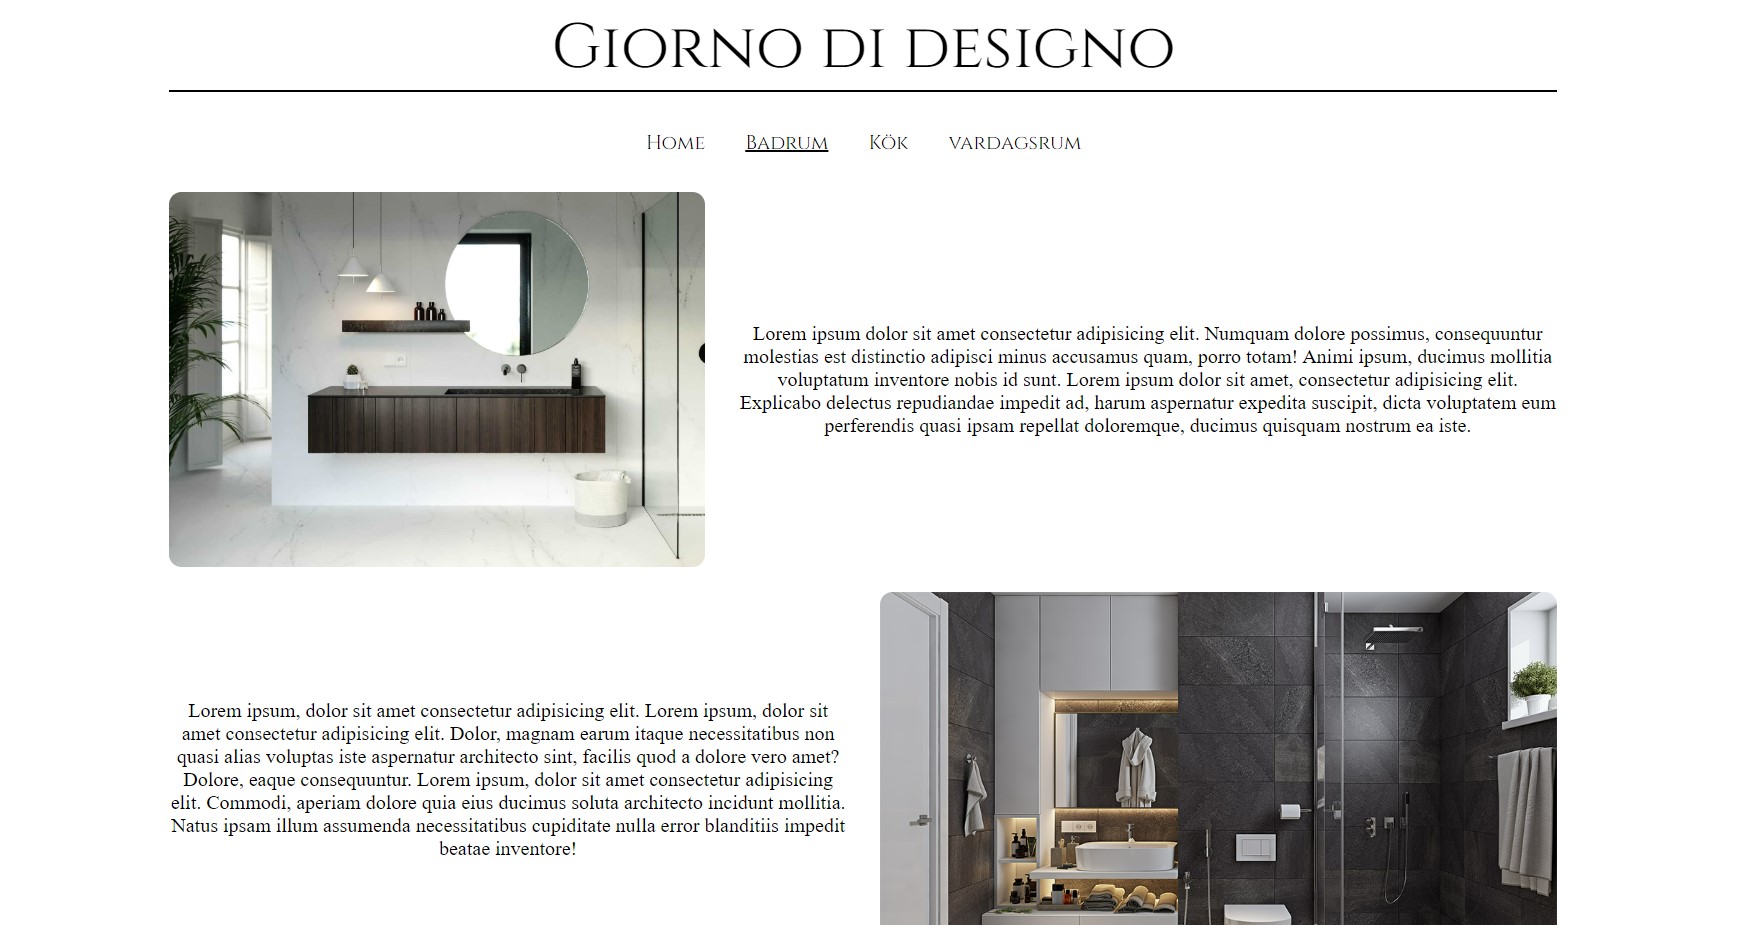 Giorno di designo
Home Badrum Kök vardagsrum
Lorem ipsum dolor sit amet consectetur adipisicing elit. Numquam dolore possimus, consequuntur
molestias est distinctio adipisci minus accusamus quam, porro totam! Animi ipsum, ducimus mollitia
voluptatum inventore nobis id sunt. Lorem ipsum dolor sit amet, consectetur adipisicing elit.
Explicabo delectus repudiandae impedit ad, harum aspernatur expedita suscipit, dicta voluptatem eum
perferendis quasi ipsam repellat doloremque, ducimus quisquam nostrum ea iste.
Lorem ipsum, dolor sit amet consectetur adipisicing elit. Lorem ipsum, dolor sit
amet consectetur adipisicing elit. Dolor, magnam earum itaque necessitatibus non
quasi alias voluptas iste aspernatur architecto sint, facilis quod a dolore vero amet?
Dolore, eaque consequuntur. Lorem ipsum, dolor sit amet consectetur adipisicing
elit. Commodi, aperiam dolore quia eius ducimus soluta architecto incidunt mollitia.
Natus ipsam illum assumenda necessitatibus cupiditate nulla error blanditiis impedit
beatae inventore!